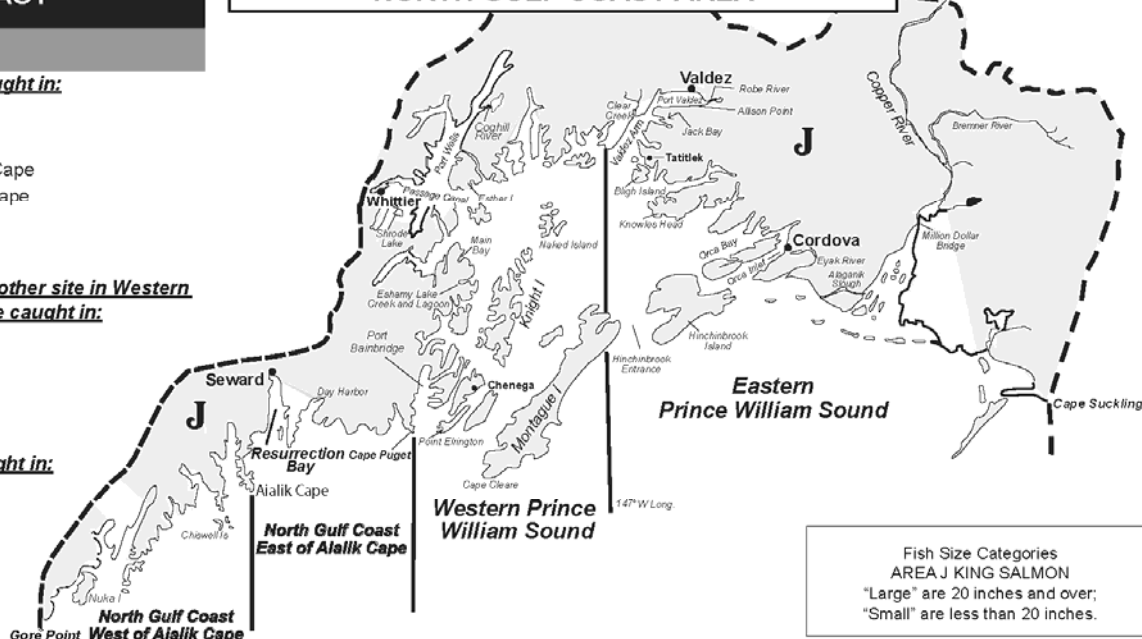 NORTH GULF COAST AREA
ught in:
Cape
ape
other site in Western
e caught in:
ght in:
Valdez
Robe River
Port Valdez
Allison Point
Clear
Creek
Jack Bay
Valdez Arm
Tatitlek
Bligh Island
Knowles Head
Copper River
Bremner River
J
Coghill
River
Port Wells
Passage Canal
Esther I
Whittier
Shrode
Lake
Main
Bay
Naked Island
Eshamy Lake
Creek and Lagoon
Knight I
Orca Bay
Orca Inlet
Cordova
Eyak River
Alaganik
Slough
Million Dollar
Bridge
Port
Bainbridge
Hinchinbrook
Island
Hinchinbrook
Entrance
Seward
Day Harbor
Chenega
Eastern
Prince William Sound
Cape Suckling
J
Montague I
Resurrection
Bay
Cape Puget
Point Elrington
Cape Cleare
Aialik Cape
Western Prince
William Sound
147° W Long.
North Gulf Coast
East of Aialik Cape
Chiswell Is
Nuka I
North Gulf Coast
West of Aialik Cape
Gore Point
Fish Size Categories
AREA J KING SALMON
"Large" are 20 inches and over;
"Small" are less than 20 inches.